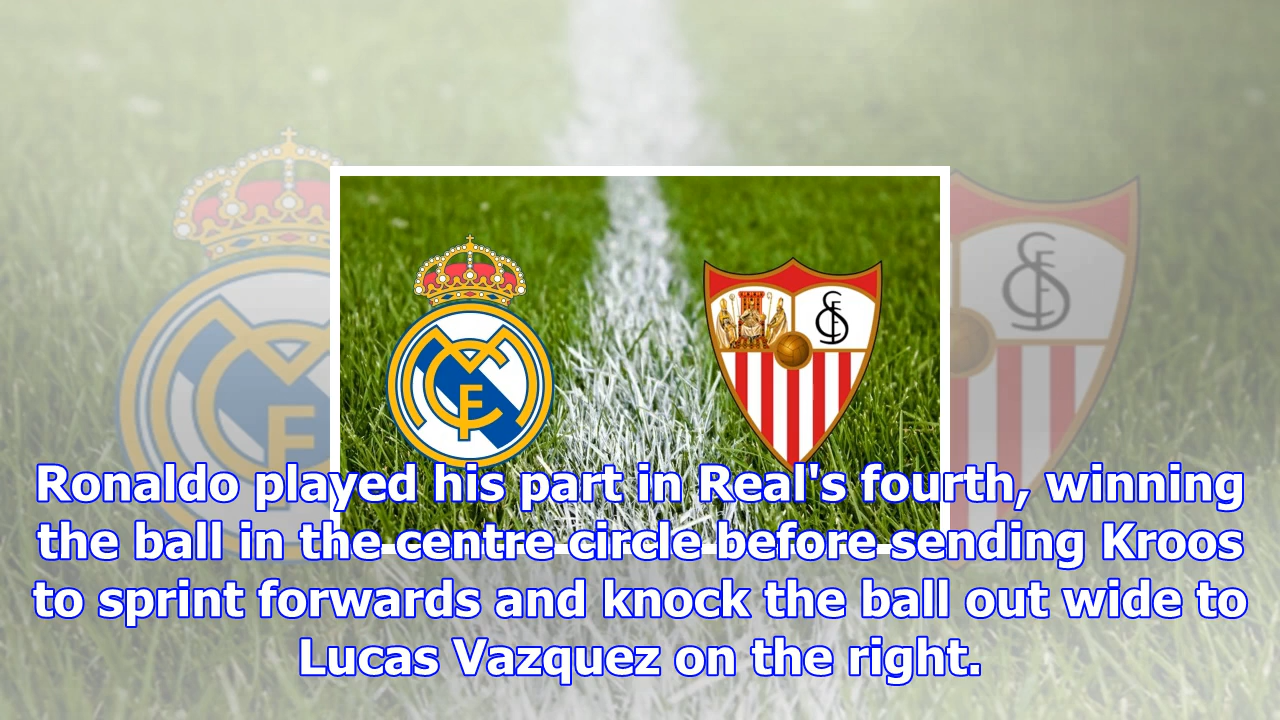 Ronaldo played his part in Real's fourth, winning
the ball in the centre circle before sending Kroos
to sprint forwards and knock the ball out wide to
Lucas Vazquez on the right.